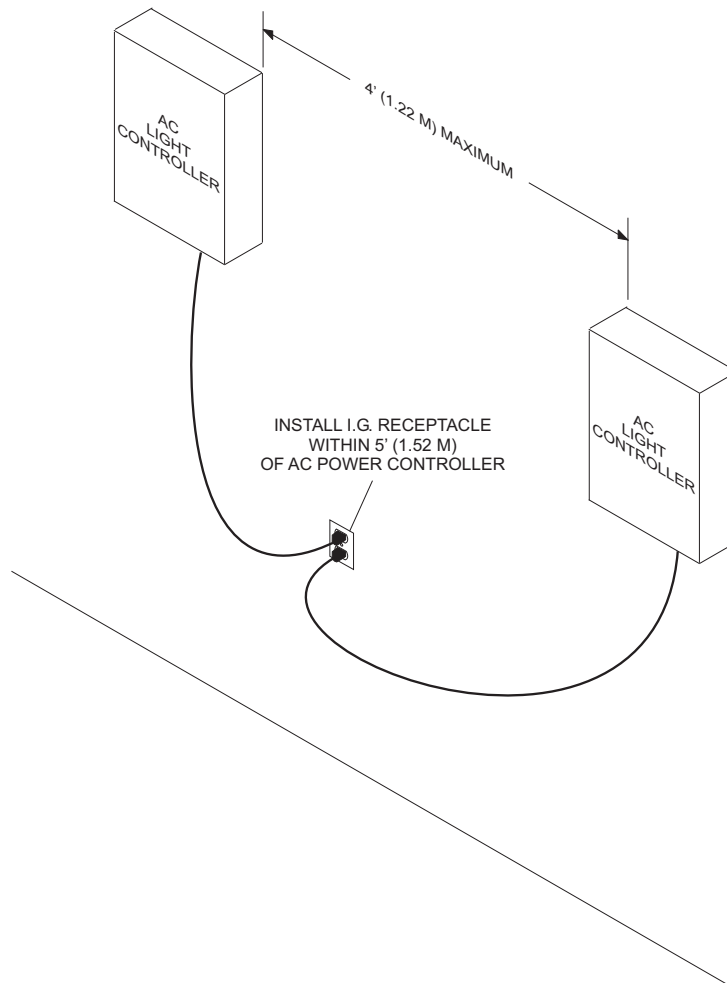 AC
LIGHT
CONTROLLER
4' (1.22 M) MAXIMUM
INSTALL I.G. RECEPTACLE
WITHIN 5' (1.52 M)
OF AC POWER CONTROLLER
AC
LIGHT
CONTROLLER